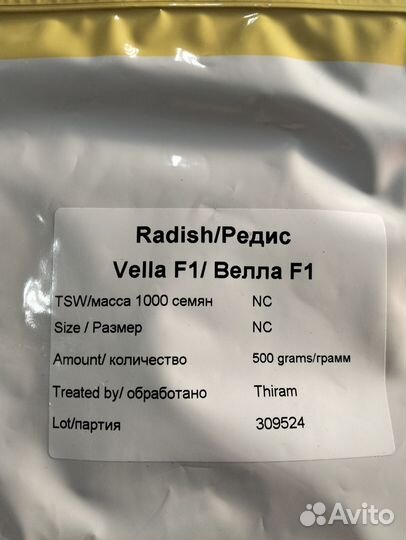 Radish/Редис
Vella F1/ Велла F1
TSW/масса 1000 семян NC
Size / Размер NC
Amount/ количество 500 grams/грамм
Treated by/ обработано Thiram
Lot/партия 309524
Avito